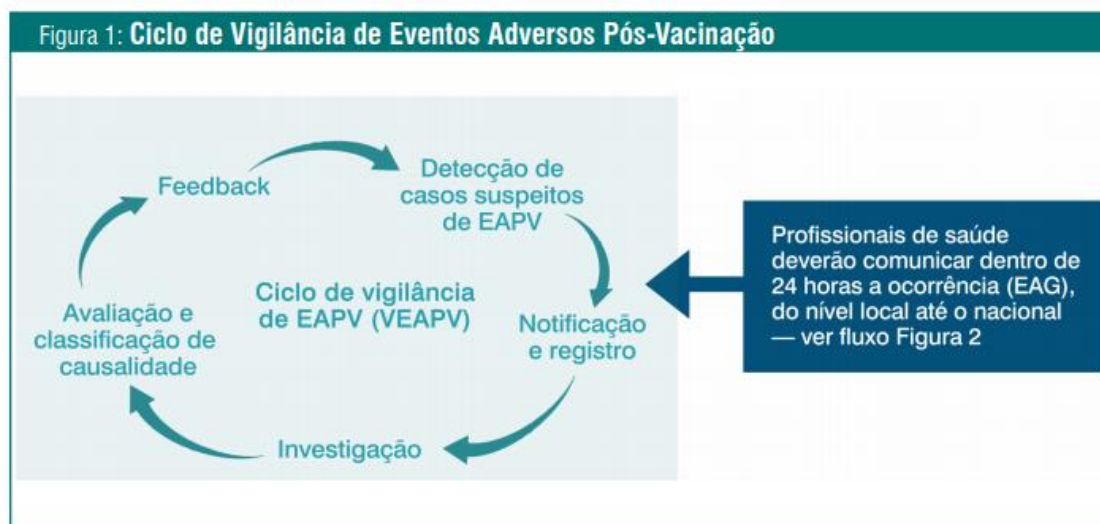 Figura 1: Ciclo de Vigilância de Eventos Adversos Pós-Vacinação
Feedback
Detecção de
casos suspeitos
de EAPV
Profissionais de saúde
deverão comunicar dentro de
24 horas a ocorrência (EAG),
do nível local até o nacional
— ver fluxo Figura 2
Ciclo de vigilância
de EAPV (VEAPV)
Avaliação e
classificação de
causalidade
Notificação
e registro
Investigação